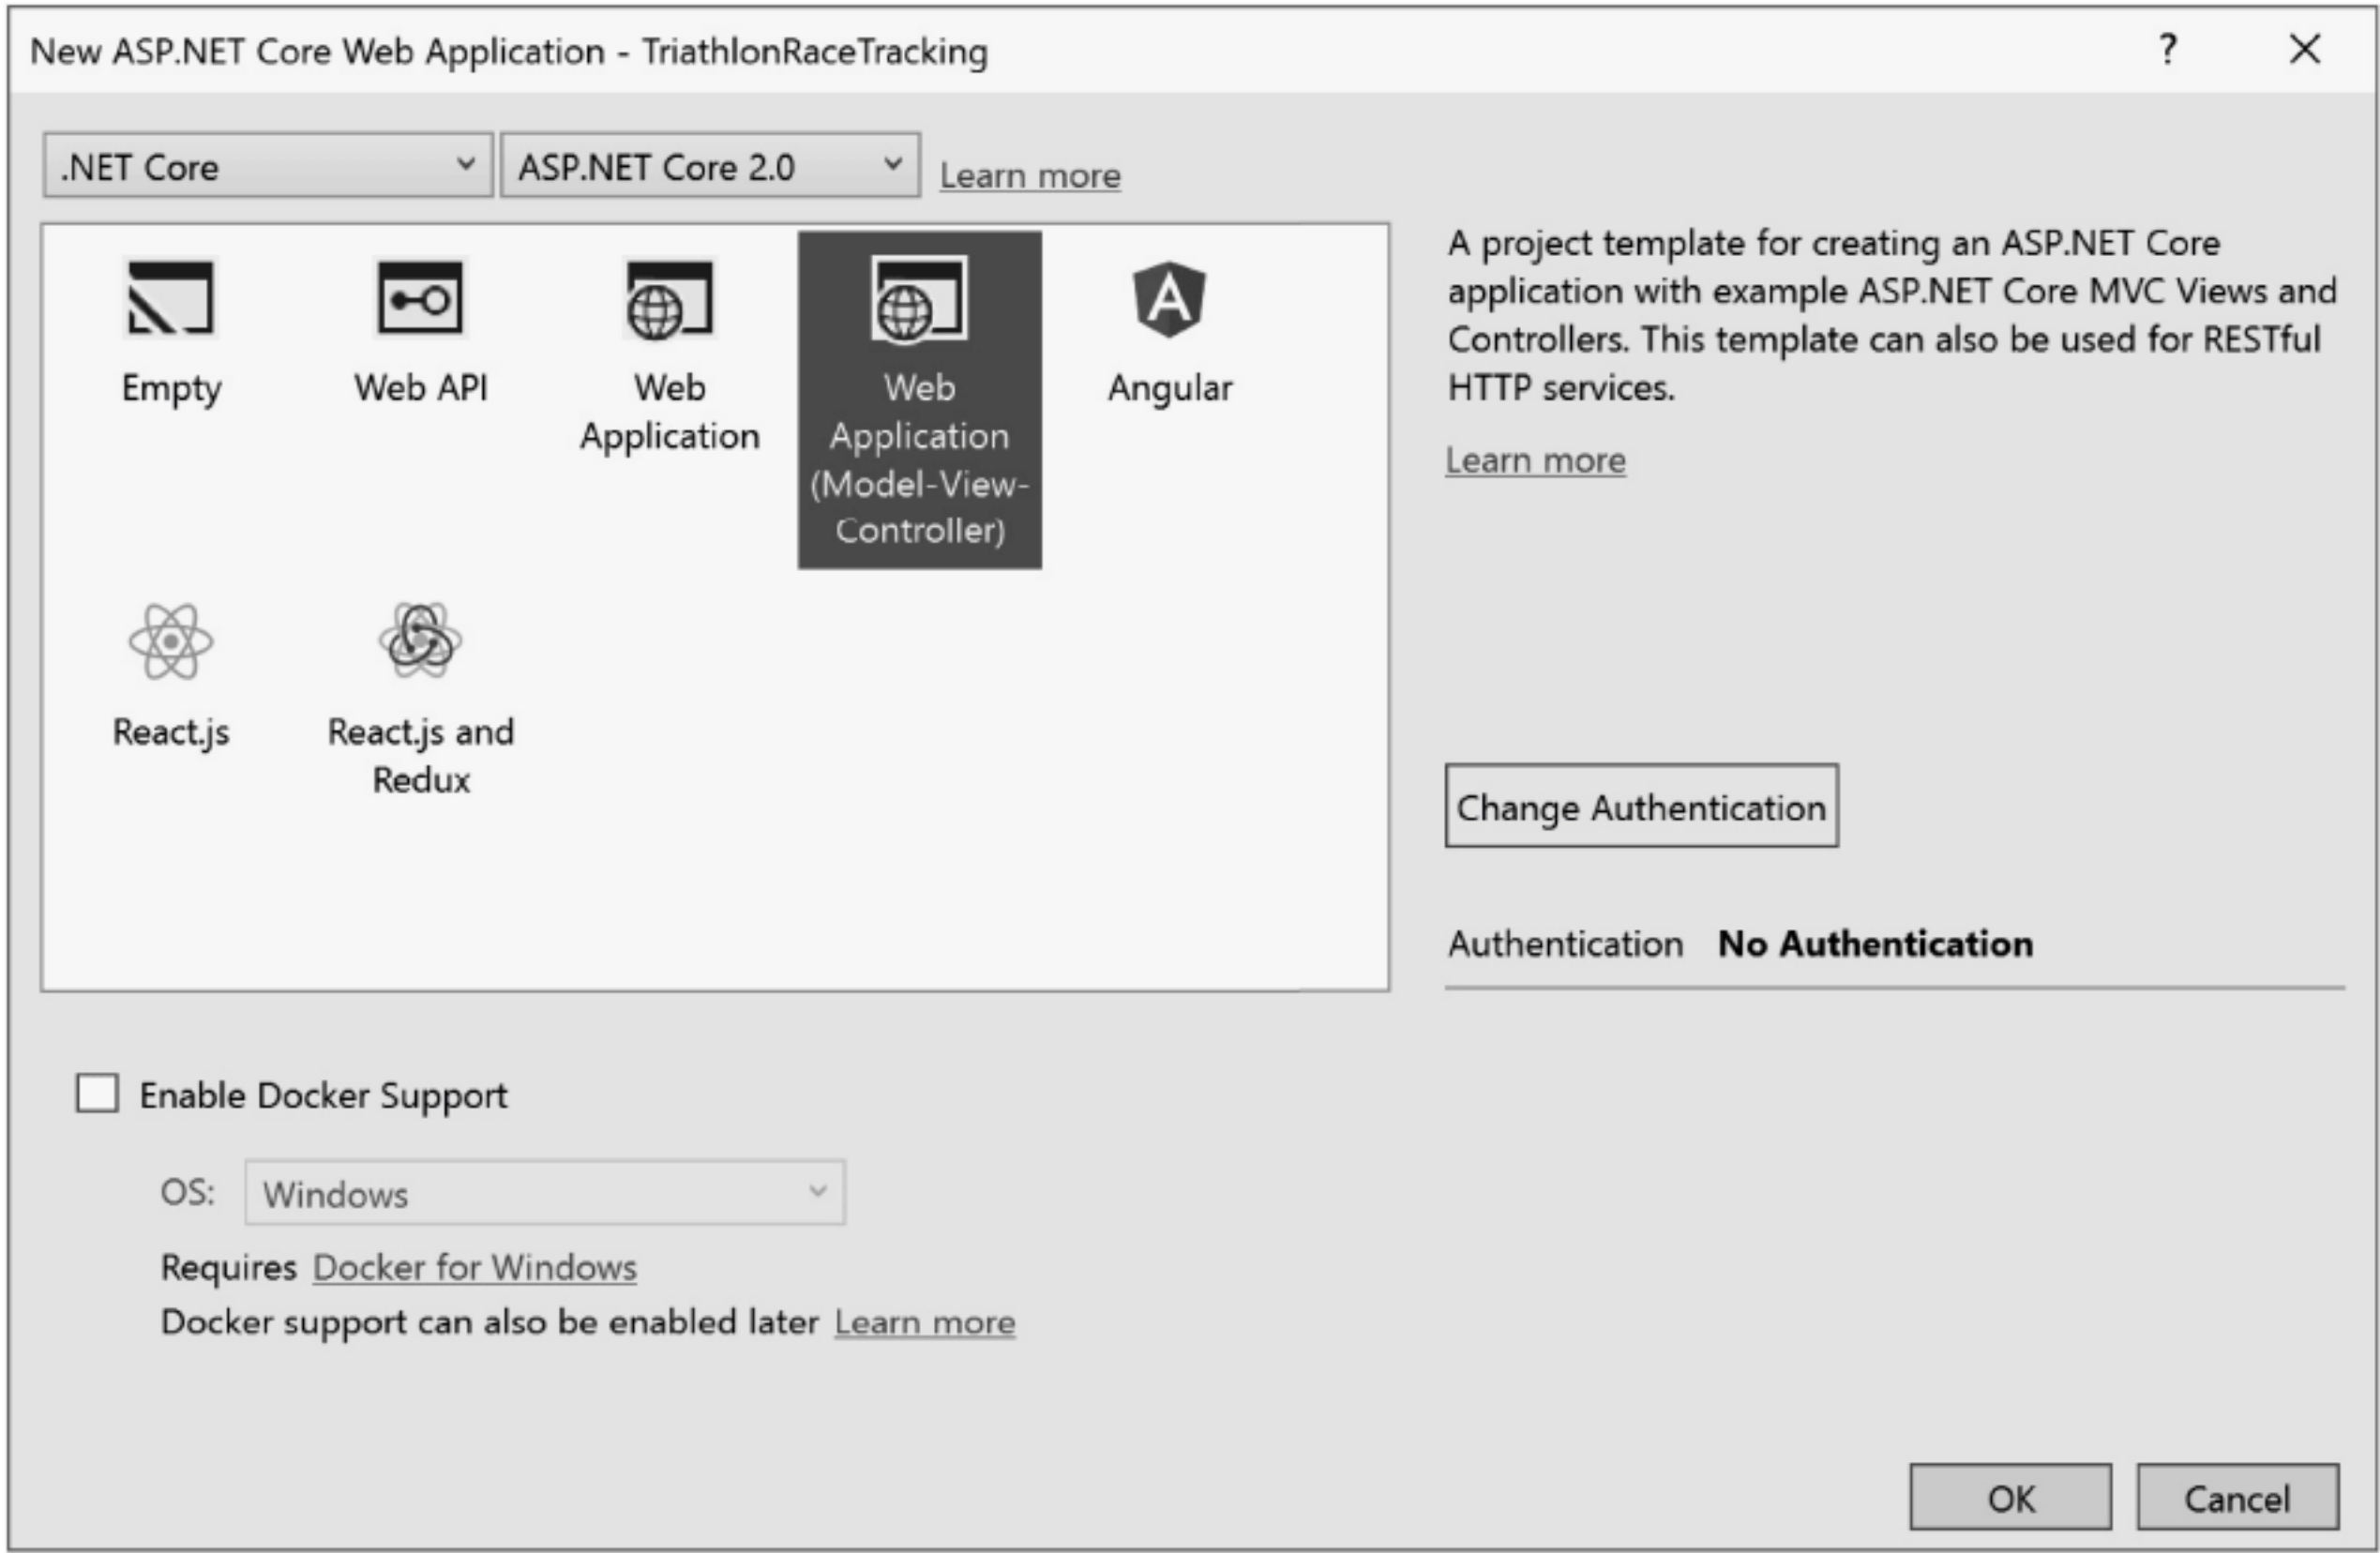 New ASP.NET Core Web Application - TriathlonRaceTracking
?
.NET Core
ASP.NET Core 2.0
Learn more
Empty
Web API
Web
Application
Web
Application
(Model-View-
Controller)
Angular
React.js
React.js and
Redux
A project template for creating an ASP.NET Core
application with example ASP.NET Core MVC Views and
Controllers. This template can also be used for RESTful
HTTP services.
Learn more
Change Authentication
Authentication No Authentication
Enable Docker Support
OS: Windows
Requires Docker for Windows
Docker support can also be enabled later Learn more
OK
Cancel